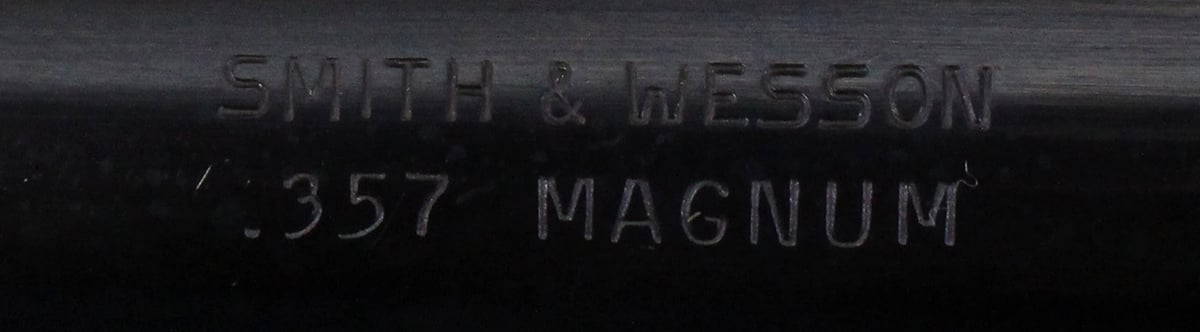 SMITH & WESSON
.357 MAGNUM